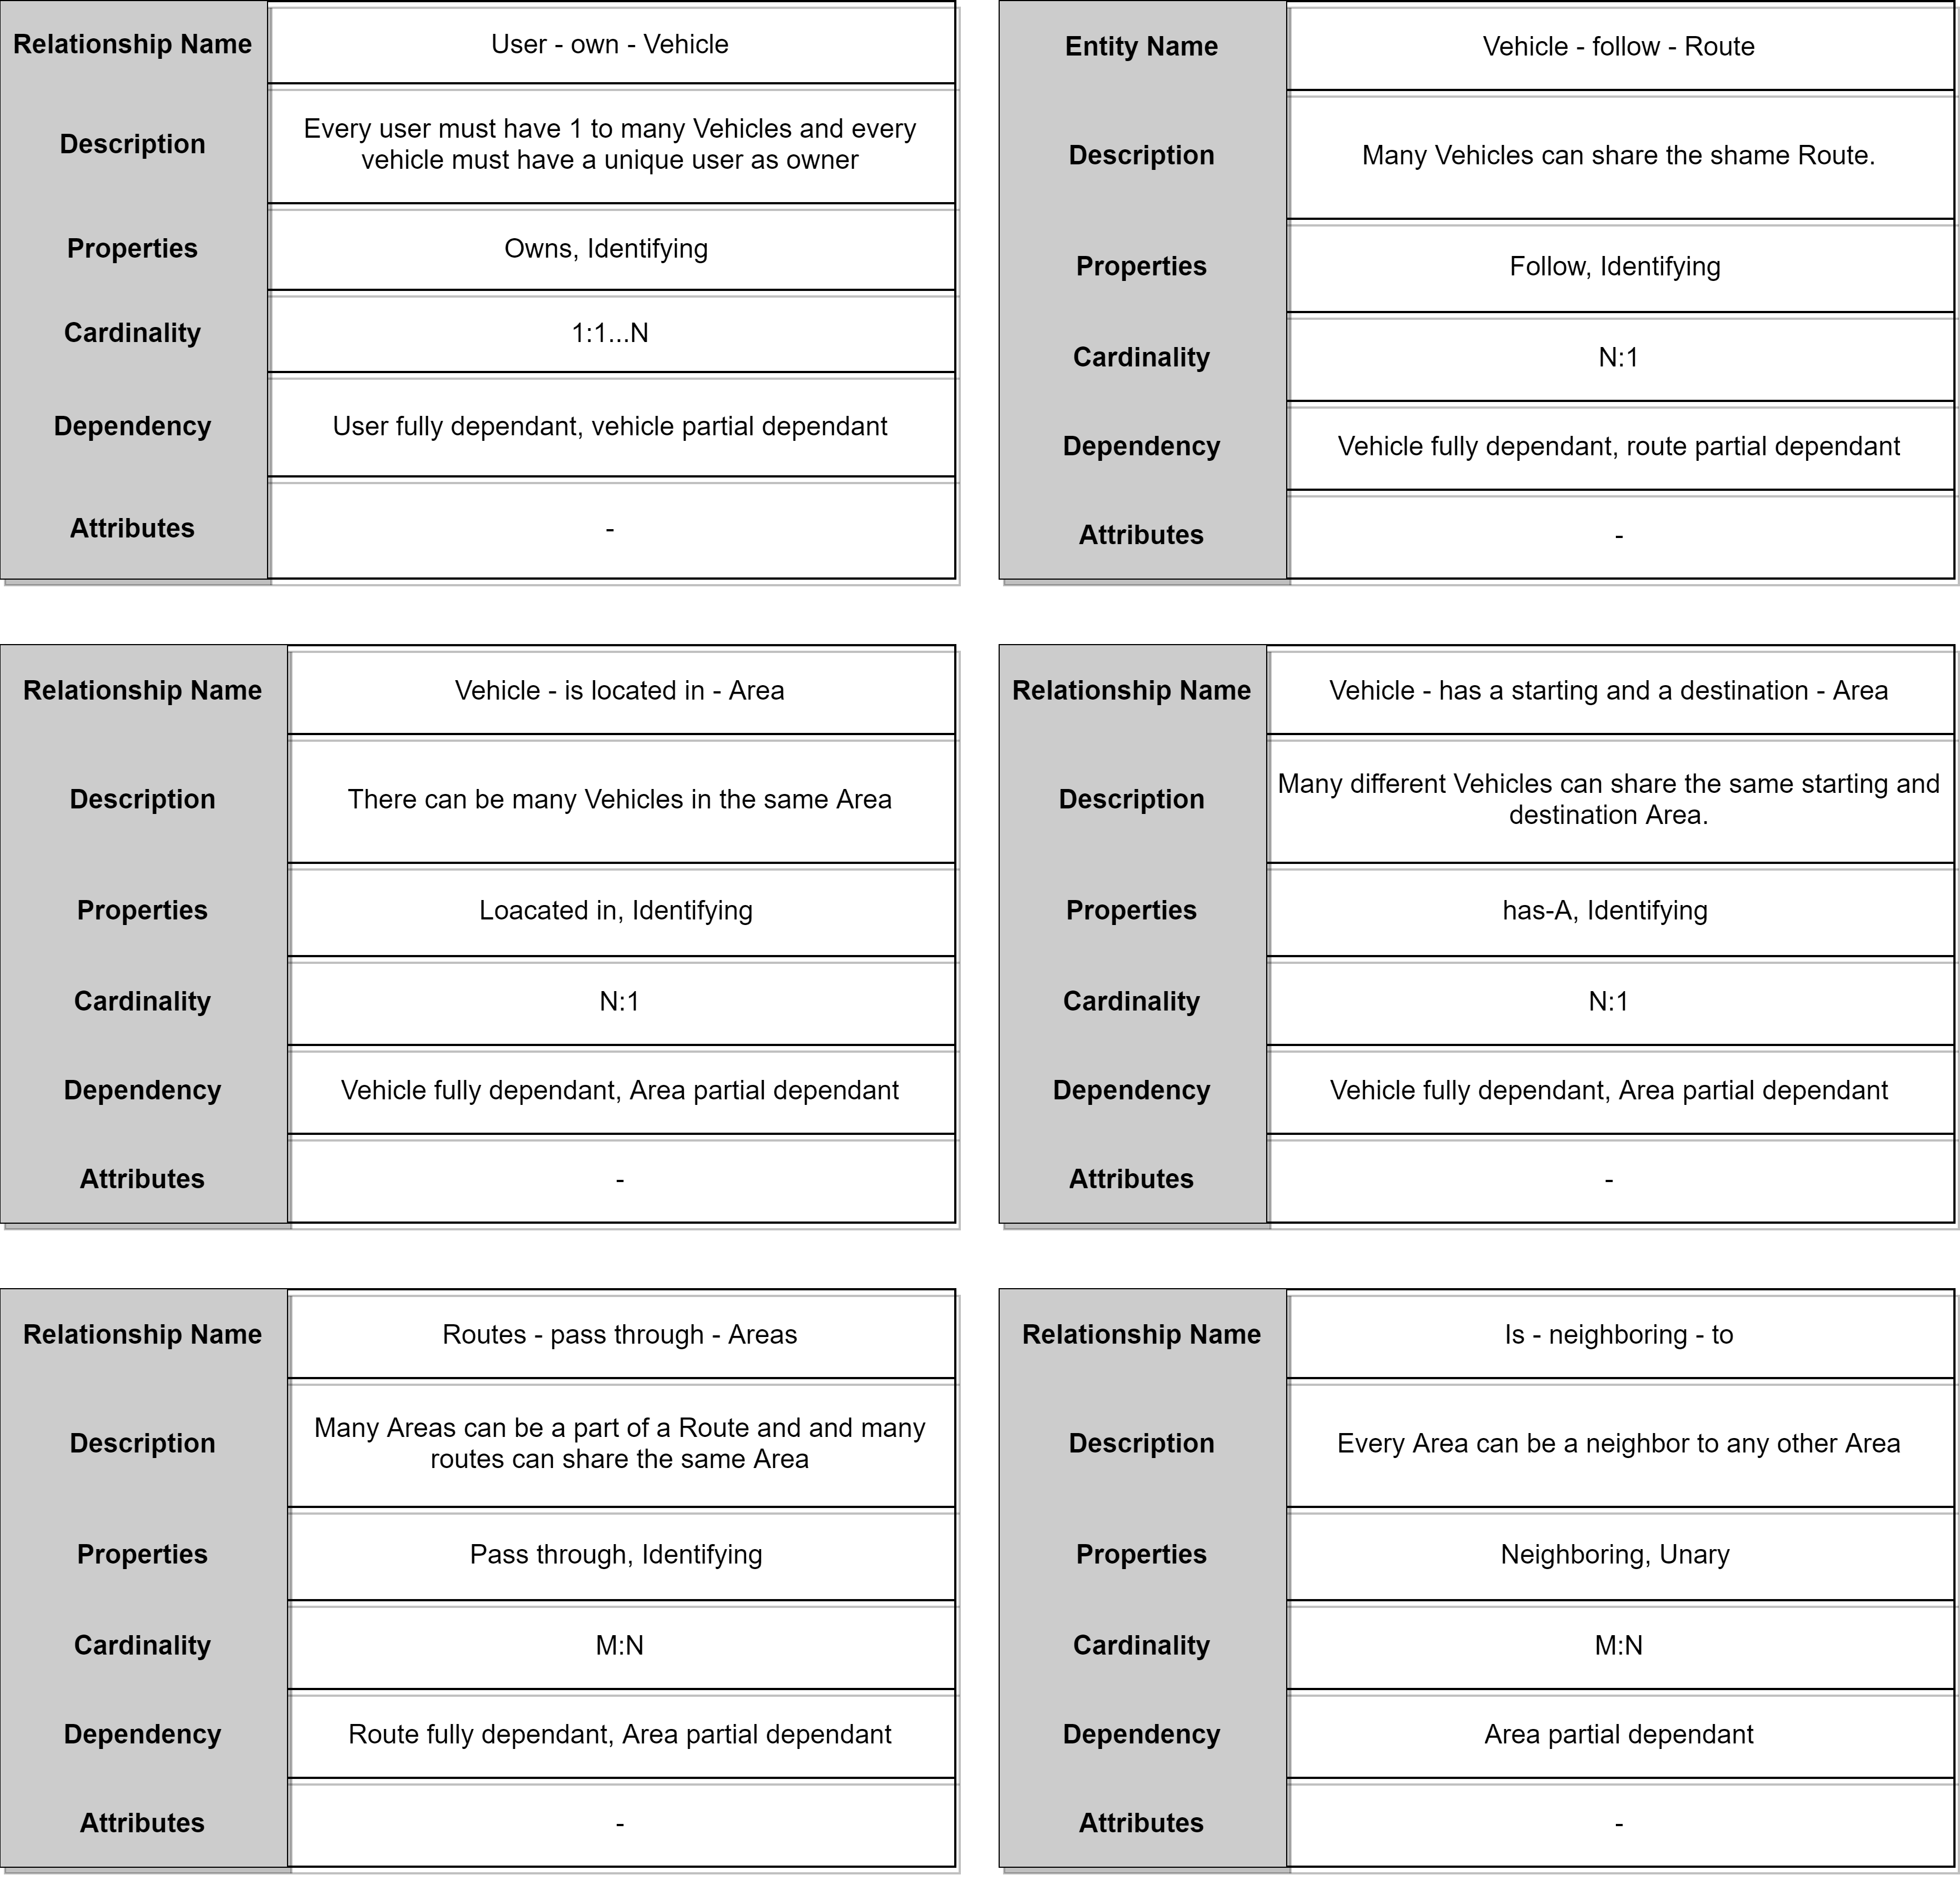 Relationship Name
User - own - Vehicle
Description
Every user must have 1 to many Vehicles and every
vehicle must have a unique user as owner
Properties
Owns, Identifying
Cardinality
1:1...N
Dependency
User fully dependant, vehicle partial dependant
Attributes
-
Entity Name
Vehicle - follow - Route
Description
Many Vehicles can share the shame Route.
Properties
Follow, Identifying
Cardinality
N:1
Dependency
Vehicle fully dependant, route partial dependant
Attributes
-
Relationship Name
Vehicle - is located in - Area
Description
There can be many Vehicles in the same Area
Properties
Loacated in, Identifying
Cardinality
N:1
Dependency
Vehicle fully dependant, Area partial dependant
Attributes
-
Relationship Name
Vehicle - has a starting and a destination - Area
Description
Many different Vehicles can share the same starting and
destination Area.
Properties
has-A, Identifying
Cardinality
N:1
Dependency
Vehicle fully dependant, Area partial dependant
Attributes
-
Relationship Name
Routes - pass through - Areas
Description
Many Areas can be a part of a Route and and many
routes can share the same Area
Properties
Pass through, Identifying
Cardinality
M:N
Dependency
Route fully dependant, Area partial dependant
Attributes
-
Relationship Name
Is - neighboring - to
Description
Every Area can be a neighbor to any other Area
Properties
Neighboring, Unary
Cardinality
M:N
Dependency
Area partial dependant
Attributes
-